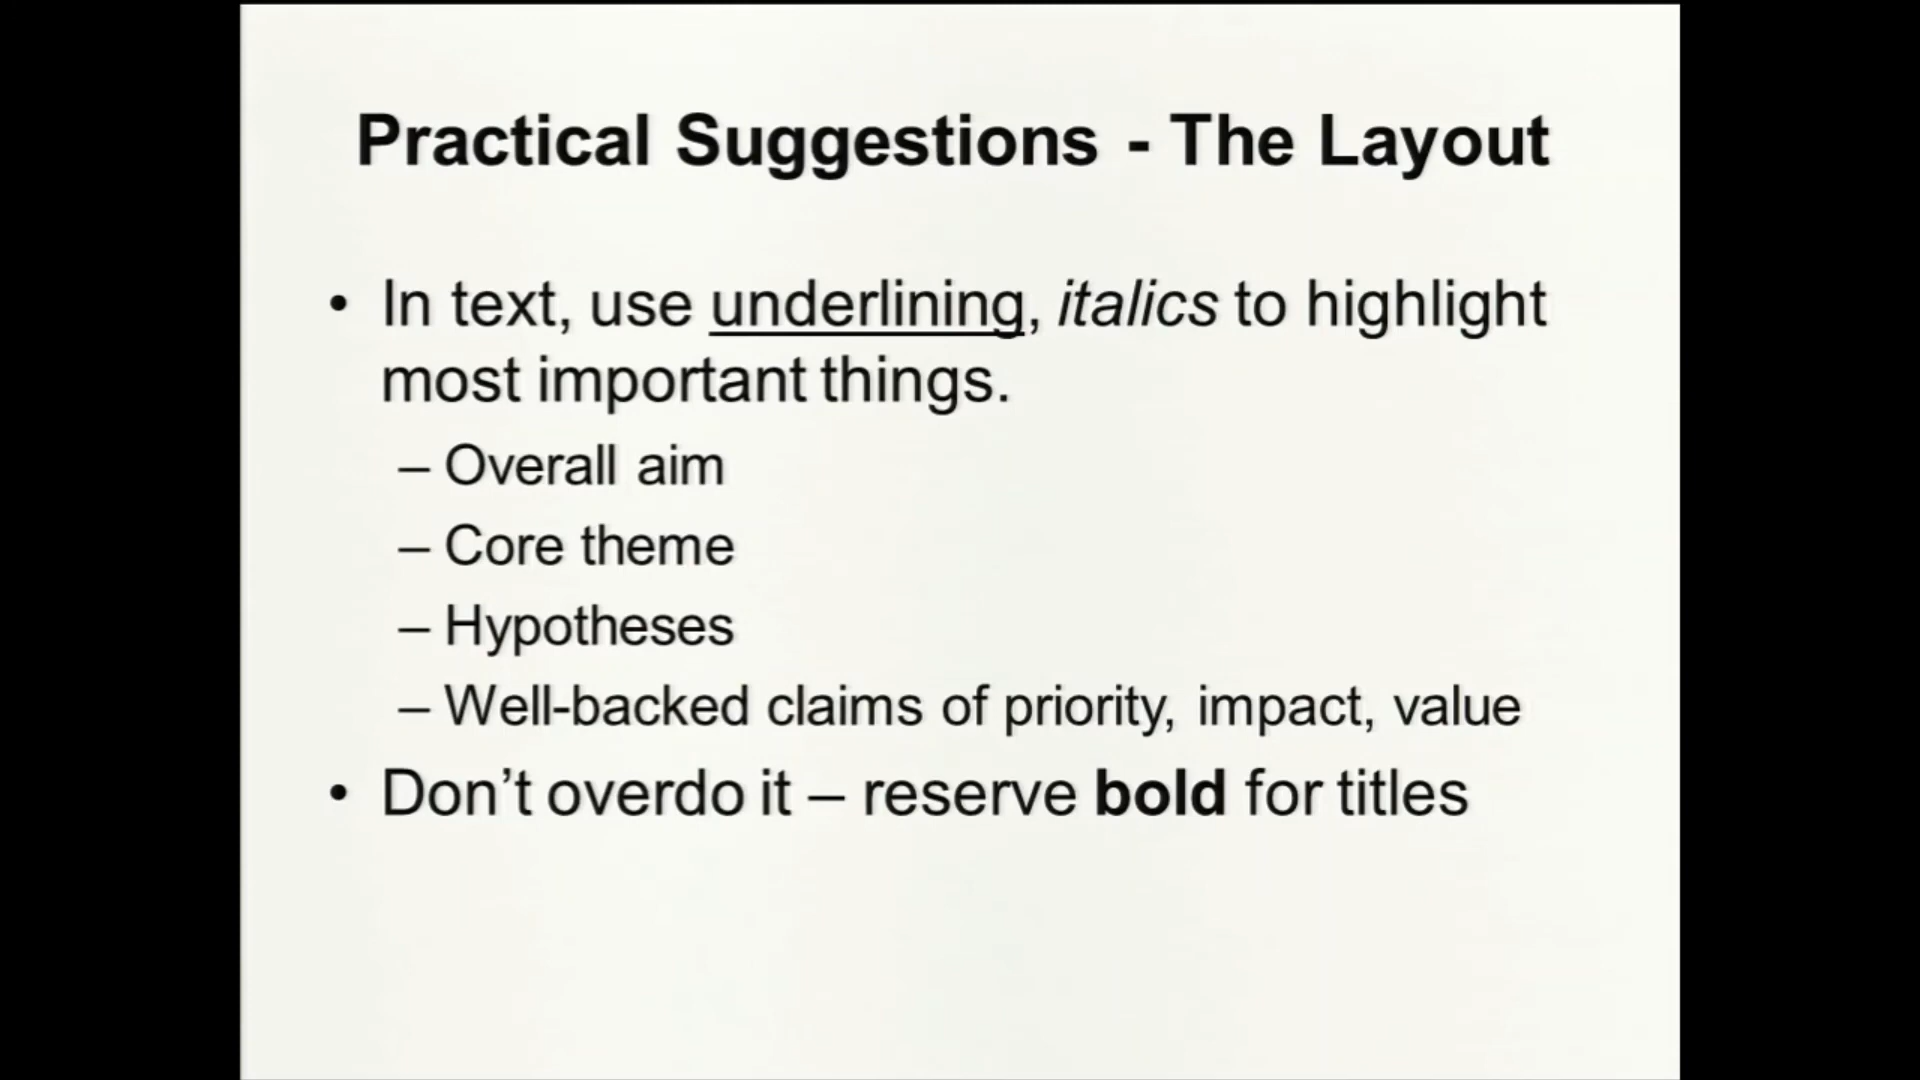 Practical Suggestions - The Layout
• In text, use underlining, italics to highlight
most important things.
– Overall aim
– Core theme
– Hypotheses
– Well-backed claims of priority, impact, value
• Don’t overdo it – reserve bold for titles